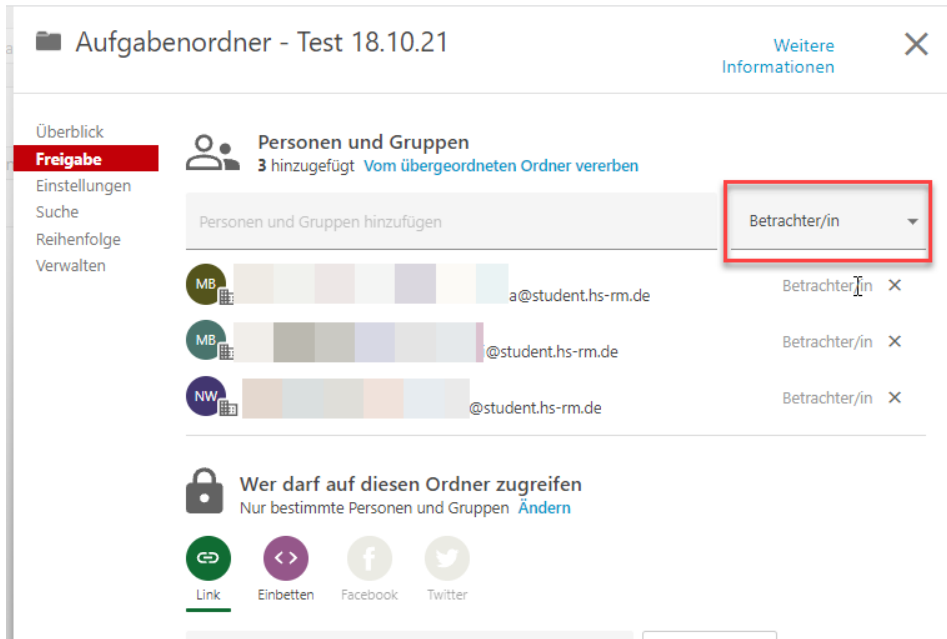 Aufgabenordner - Test 18.10.21
Weitere
Informationen
Überblick
Freigabe
Einstellungen
Suche
Reihenfolge
Verwalten
Personen und Gruppen
3 hinzugefügt Vom übergeordneten Ordner vererben
Personen und Gruppen hinzufügen
Betrachter/in
MB
a@student.hs-rm.de
Betrachter/in
MB
@student.hs-rm.de
Betrachter/in
NW
@student.hs-rm.de
Betrachter/in
Wer darf auf diesen Ordner zugreifen
Nur bestimmte Personen und Gruppen Ändern
Link
Einbetten
Facebook
Twitter